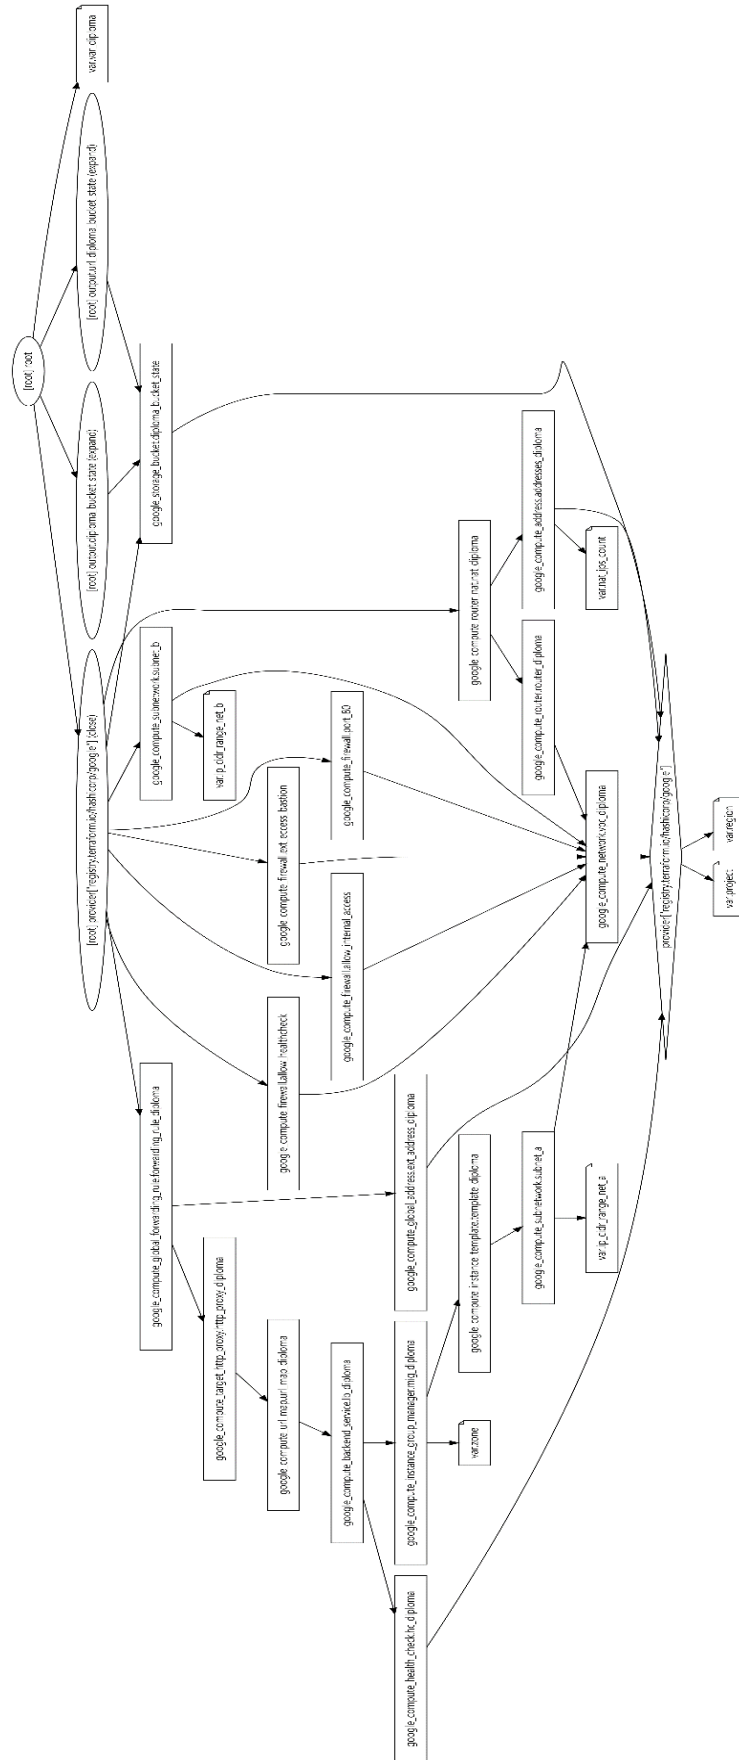 [root] root
var.var_diploma
[root] output.url_diploma_bucket_state (expand)
[root] output.diploma_bucket_state (expand)
[root] provider["registry.terraform.io/hashicorp/google"] (close)
google_storage_bucket.diploma_bucket_state
google_compute_subnetwork.subnet_b
google_compute_global_forwarding_rule.forwarding_rule_diploma
var.ip_cidr_range_net_b
google_compute_target_http_proxy.http_proxy_diploma
google_compute_firewall.ext_access_bastion
google_compute_firewall.allow_healthcheck
google_compute_url_map.url_map_diploma
google_compute_firewall.port_80
google_compute_firewall.allow_internal_access
google_compute_backend_service.lb_diploma
google_compute_global_address.ext_address_diploma
google_compute_instance_group_manager.mig_diploma
google_compute_health_check.hc_diploma
google_compute_router_nat.nat_diploma
google_compute_instance_template.template_diploma
var.zone
google_compute_address.addresses_diploma
google_compute_router.router_diploma
google_compute_subnetwork.subnet_a
var.nat_ips_count
google_compute_network.vpc_diploma
var.ip_cidr_range_net_a
provider["registry.terraform.io/hashicorp/google"]
var.region
var.project